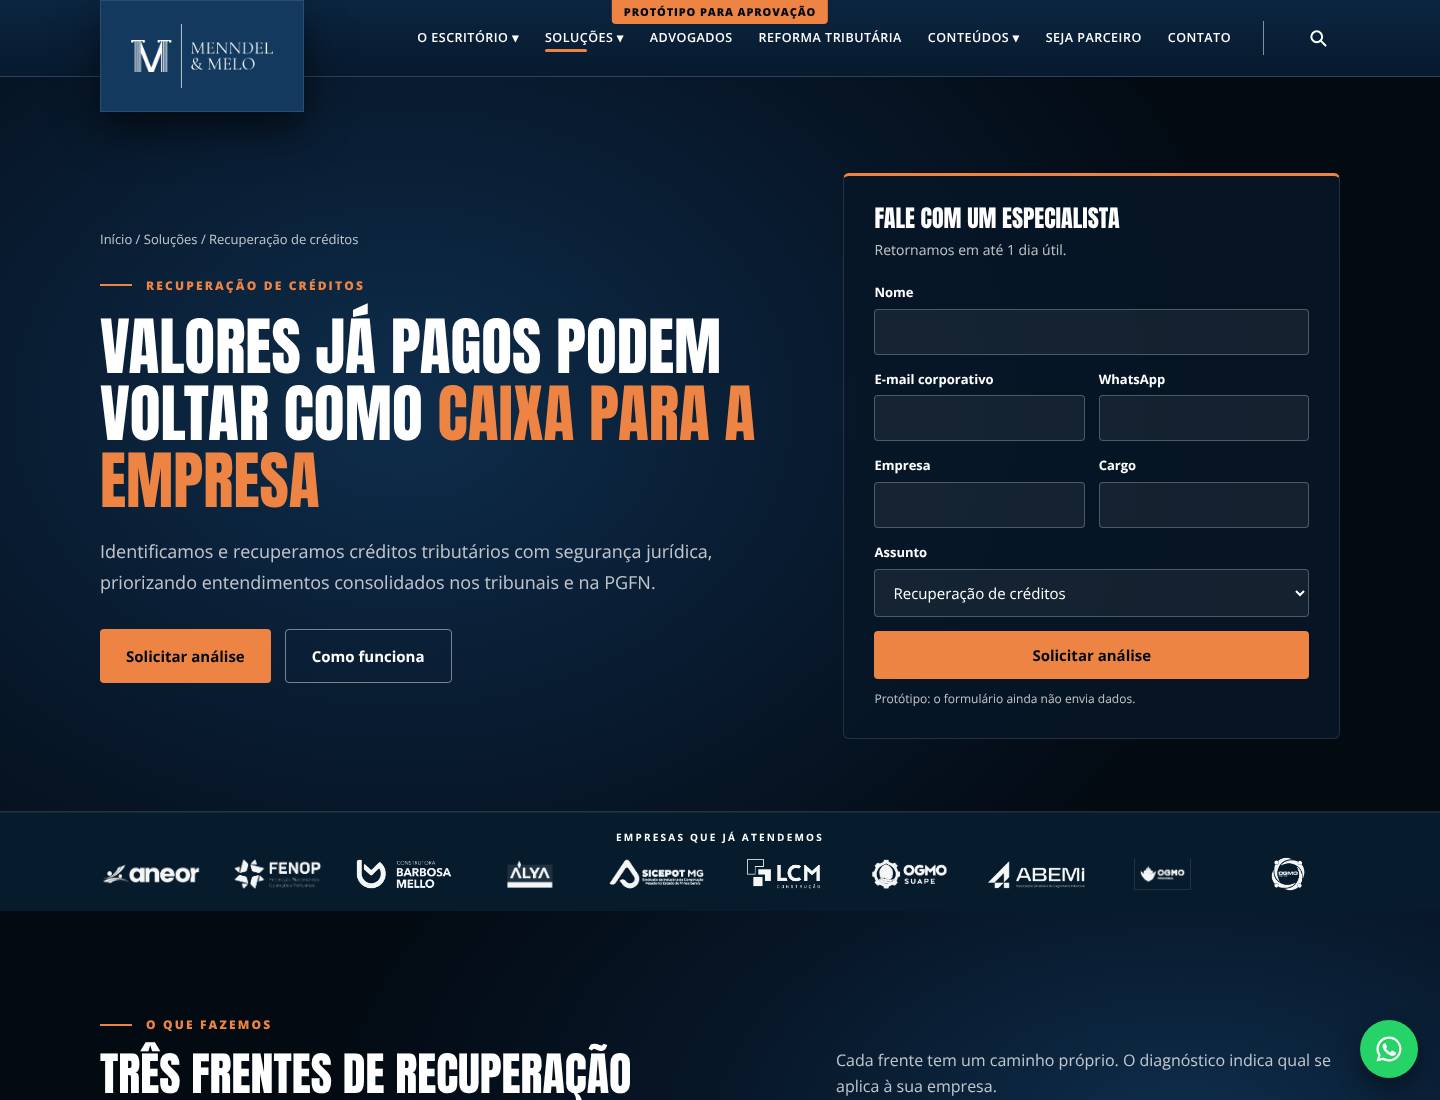 PROTÓTIPO PARA APROVAÇÃO
MENNDEL
& MELO
O ESCRITÓRIO ▾
SOLUÇÕES ▾
ADVOGADOS
REFORMA TRIBUTÁRIA
CONTEÚDOS ▾
SEJA PARCEIRO
CONTATO
Início / Soluções / Recuperação de créditos
RECUPERAÇÃO DE CRÉDITOS
VALORES JÁ PAGOS PODEM
VOLTAR COMO CAIXA PARA A
EMPRESA
Identificamos e recuperamos créditos tributários com segurança jurídica,
priorizando entendimentos consolidados nos tribunais e na PGFN.
Solicitar análise
Como funciona
FALE COM UM ESPECIALISTA
Retornamos em até 1 dia útil.
Nome
E-mail corporativo
WhatsApp
Empresa
Cargo
Assunto
Recuperação de créditos
Solicitar análise
Protótipo: o formulário ainda não envia dados.
EMPRESAS QUE JÁ ATENDEMOS
aneor
FENOP
CONSTRUTORA
BARBOSA
MELLO
ALYA
SICEPOT MG
LCM
CONSTRUÇÃO
OGMO
SUAPE
ABEMI
OGMO
OGMO
O QUE FAZEMOS
TRÊS FRENTES DE RECUPERAÇÃO
Cada frente tem um caminho próprio. O diagnóstico indica qual se
aplica à sua empresa.